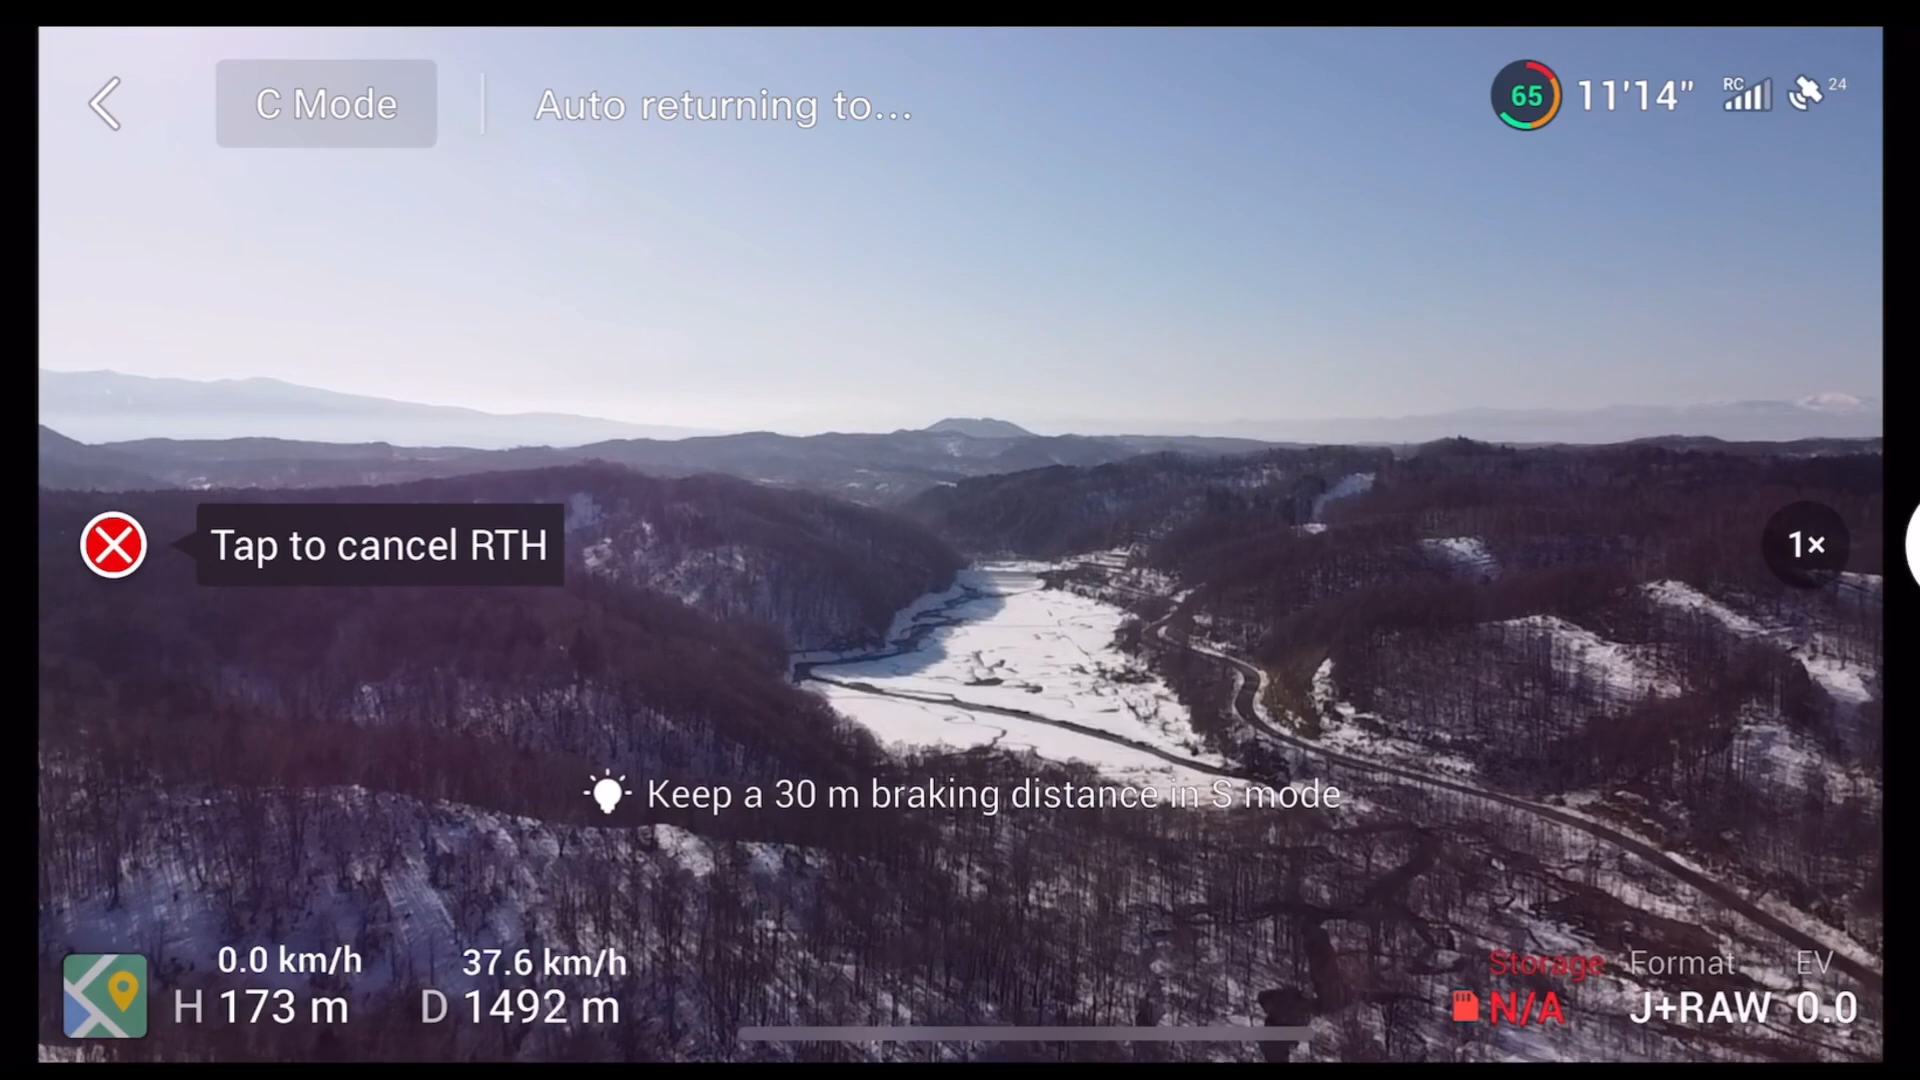 C Mode
Auto returning to...
65
11'14"
RC
24
Tap to cancel RTH
1×
Keep a 30 m braking distance in S mode
0.0 km/h
37.6 km/h
H 173 m
D 1492 m
Storage
Format
EV
N/A
J+RAW
0.0